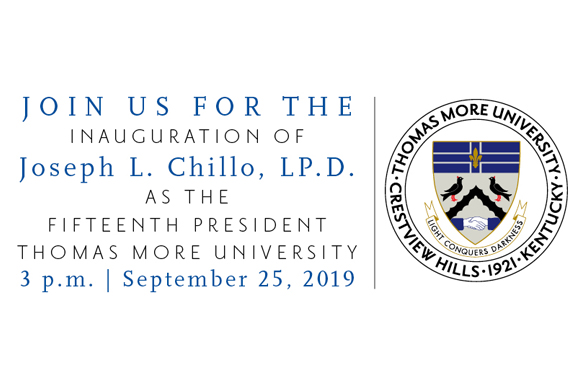 JOIN US FOR THE
INAUGURATION OF
Joseph L. Chillo, LP.D.
AS THE
FIFTEENTH PRESIDENT
THOMAS MORE UNIVERSITY
3 p.m. | September 25, 2019
THOMAS MORE UNIVERSITY·
CRESTVIEW HILLS·1921·KENTUCKY·
LIGHT CONQUERS DARKNESS